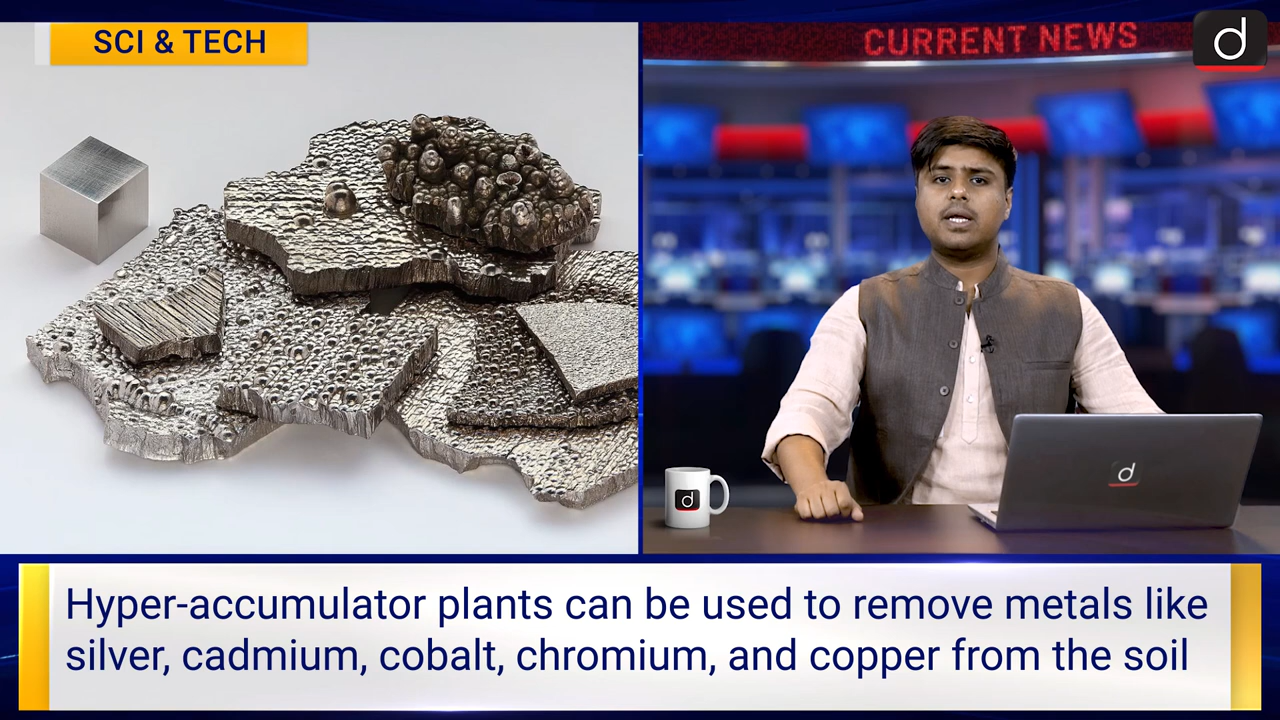 SCI & TECH
CURRENT NEWS
d
d
d
Hyper-accumulator plants can be used to remove metals like
silver, cadmium, cobalt, chromium, and copper from the soil